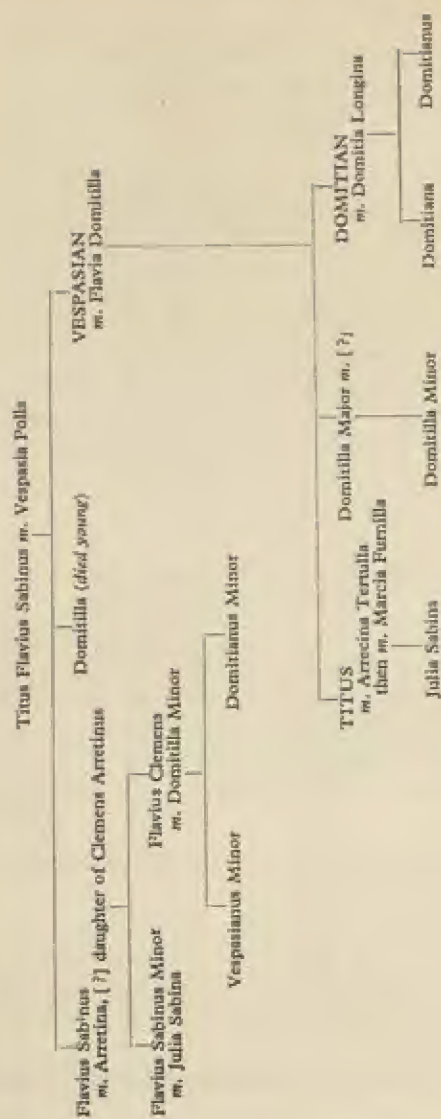 Titus Flavius Sabinus m. Vespasia Polla
Flavius Sabinus
m. Arretina, [?] daughter of Clemens Arretinus
Domitilla (died young)
VESPASIAN
m. Flavia Domitilla
Flavius Sabinus Minor
m. Julia Sabina
Flavius Clemens
m. Domitilla Minor
Vespasianus Minor
Domitianus Minor
TITUS
m. Arrecina Tertulla
then m. Marcia Furnilla
Domitilla Major m. [?]
DOMITIAN
m. Domitia Longina
Julia Sabina
Domitilla Minor
Domitiana
Domitianus